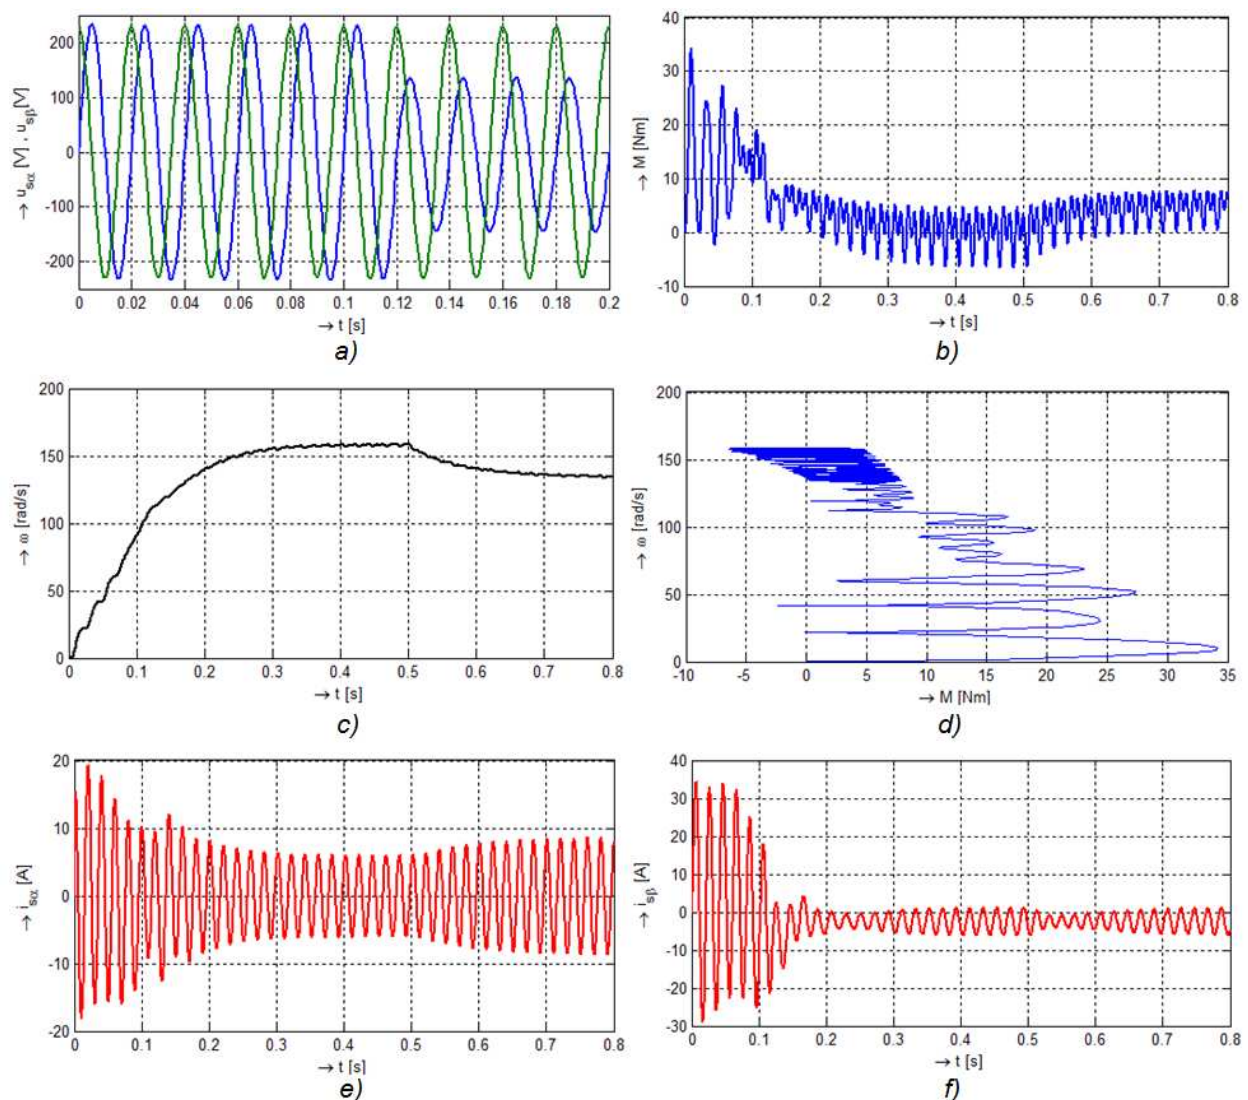 → u_sα [V] , u_sβ[V]
200
100
0
-100
-200
0 0.02 0.04 0.06 0.08 0.1 0.12 0.14 0.16 0.18 0.2
→ t [s]
a)
→ M [Nm]
40
30
20
10
0
-10
0 0.1 0.2 0.3 0.4 0.5 0.6 0.7 0.8
→ t [s]
b)
→ ω [rad/s]
200
150
100
50
0
0 0.1 0.2 0.3 0.4 0.5 0.6 0.7 0.8
→ t [s]
c)
→ ω [rad/s]
200
150
100
50
0
-10 -5 0 5 10 15 20 25 30 35
→ M [Nm]
d)
→ i_sα [A]
20
10
0
-10
-20
0 0.1 0.2 0.3 0.4 0.5 0.6 0.7 0.8
→ t [s]
e)
→ i_sβ [A]
40
30
20
10
0
-10
-20
-30
0 0.1 0.2 0.3 0.4 0.5 0.6 0.7 0.8
→ t [s]
f)